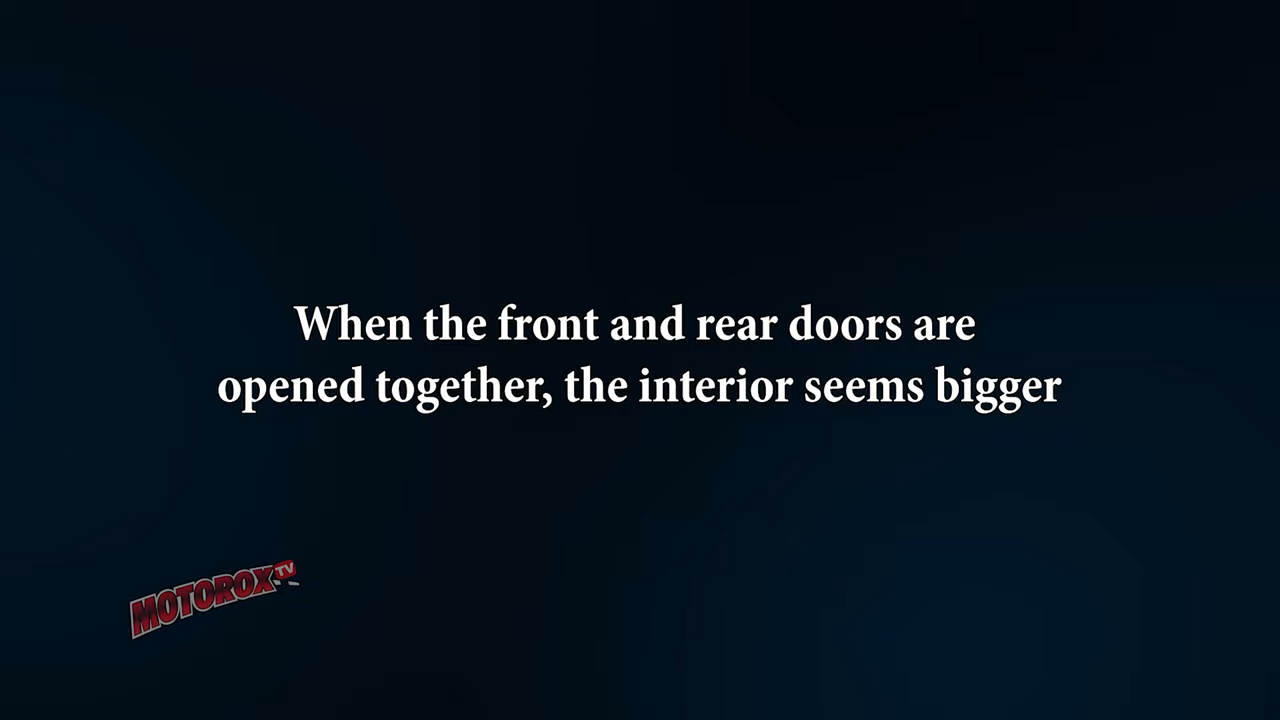 When the front and rear doors are
opened together, the interior seems bigger
MOTOROX TV